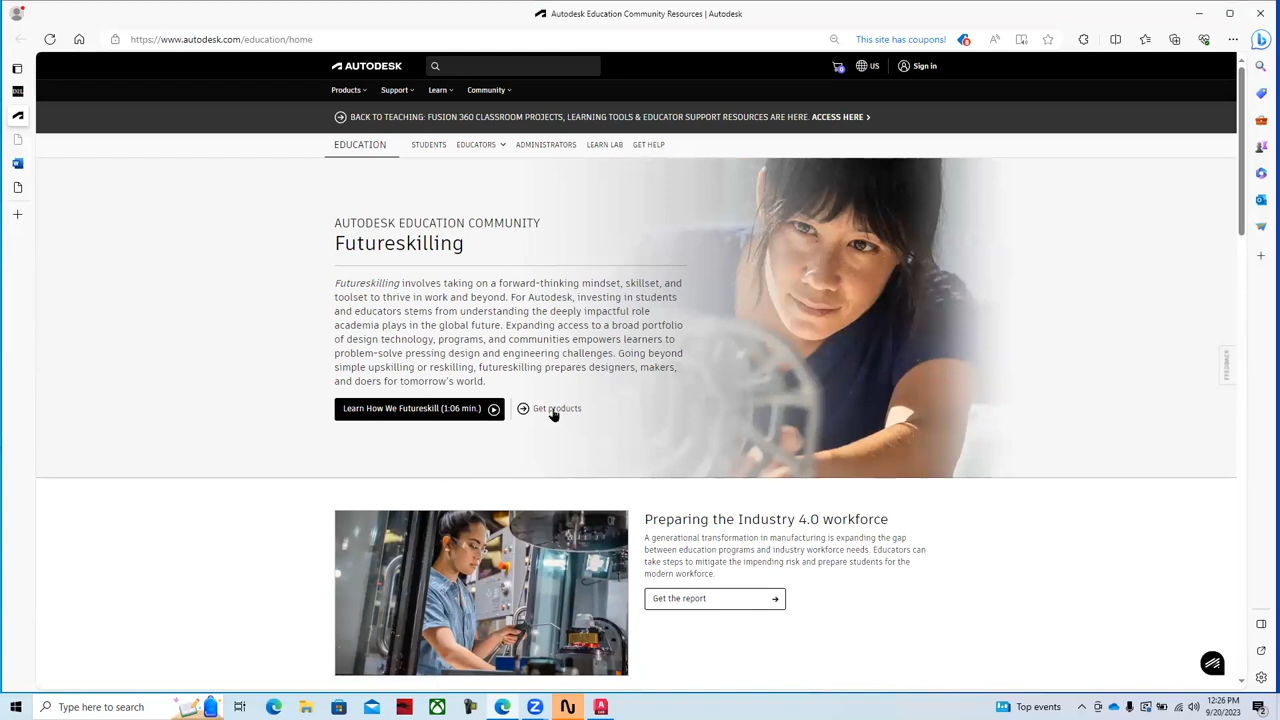 Autodesk Education Community Resources | Autodesk
https://www.autodesk.com/education/home
This site has coupons!
AUTODESK
US
Sign in
Products
Support
Learn
Community
BACK TO TEACHING: FUSION 360 CLASSROOM PROJECTS, LEARNING TOOLS & EDUCATOR SUPPORT RESOURCES ARE HERE. ACCESS HERE >
EDUCATION STUDENTS EDUCATORS ADMINISTRATORS LEARN LAB GET HELP
AUTODESK EDUCATION COMMUNITY
Futureskilling
Futureskilling involves taking on a forward-thinking mindset, skillset, and
toolset to thrive in work and beyond. For Autodesk, investing in students
and educators stems from understanding the deeply impactful role
academia plays in the global future. Expanding access to a broad portfolio
of design technology, programs, and communities empowers learners to
problem-solve pressing design and engineering challenges. Going beyond
simple upskilling or reskilling, futureskilling prepares designers, makers,
and doers for tomorrow's world.
Learn How We Futureskill (1:06 min.)
Get products
FEEDBACK
Preparing the Industry 4.0 workforce
A generational transformation in manufacturing is expanding the gap
between education programs and industry workforce needs. Educators can
take steps to mitigate the impending risk and prepare students for the
modern workforce.
Get the report
Type here to search
Top events
12:26 PM
9/20/2023